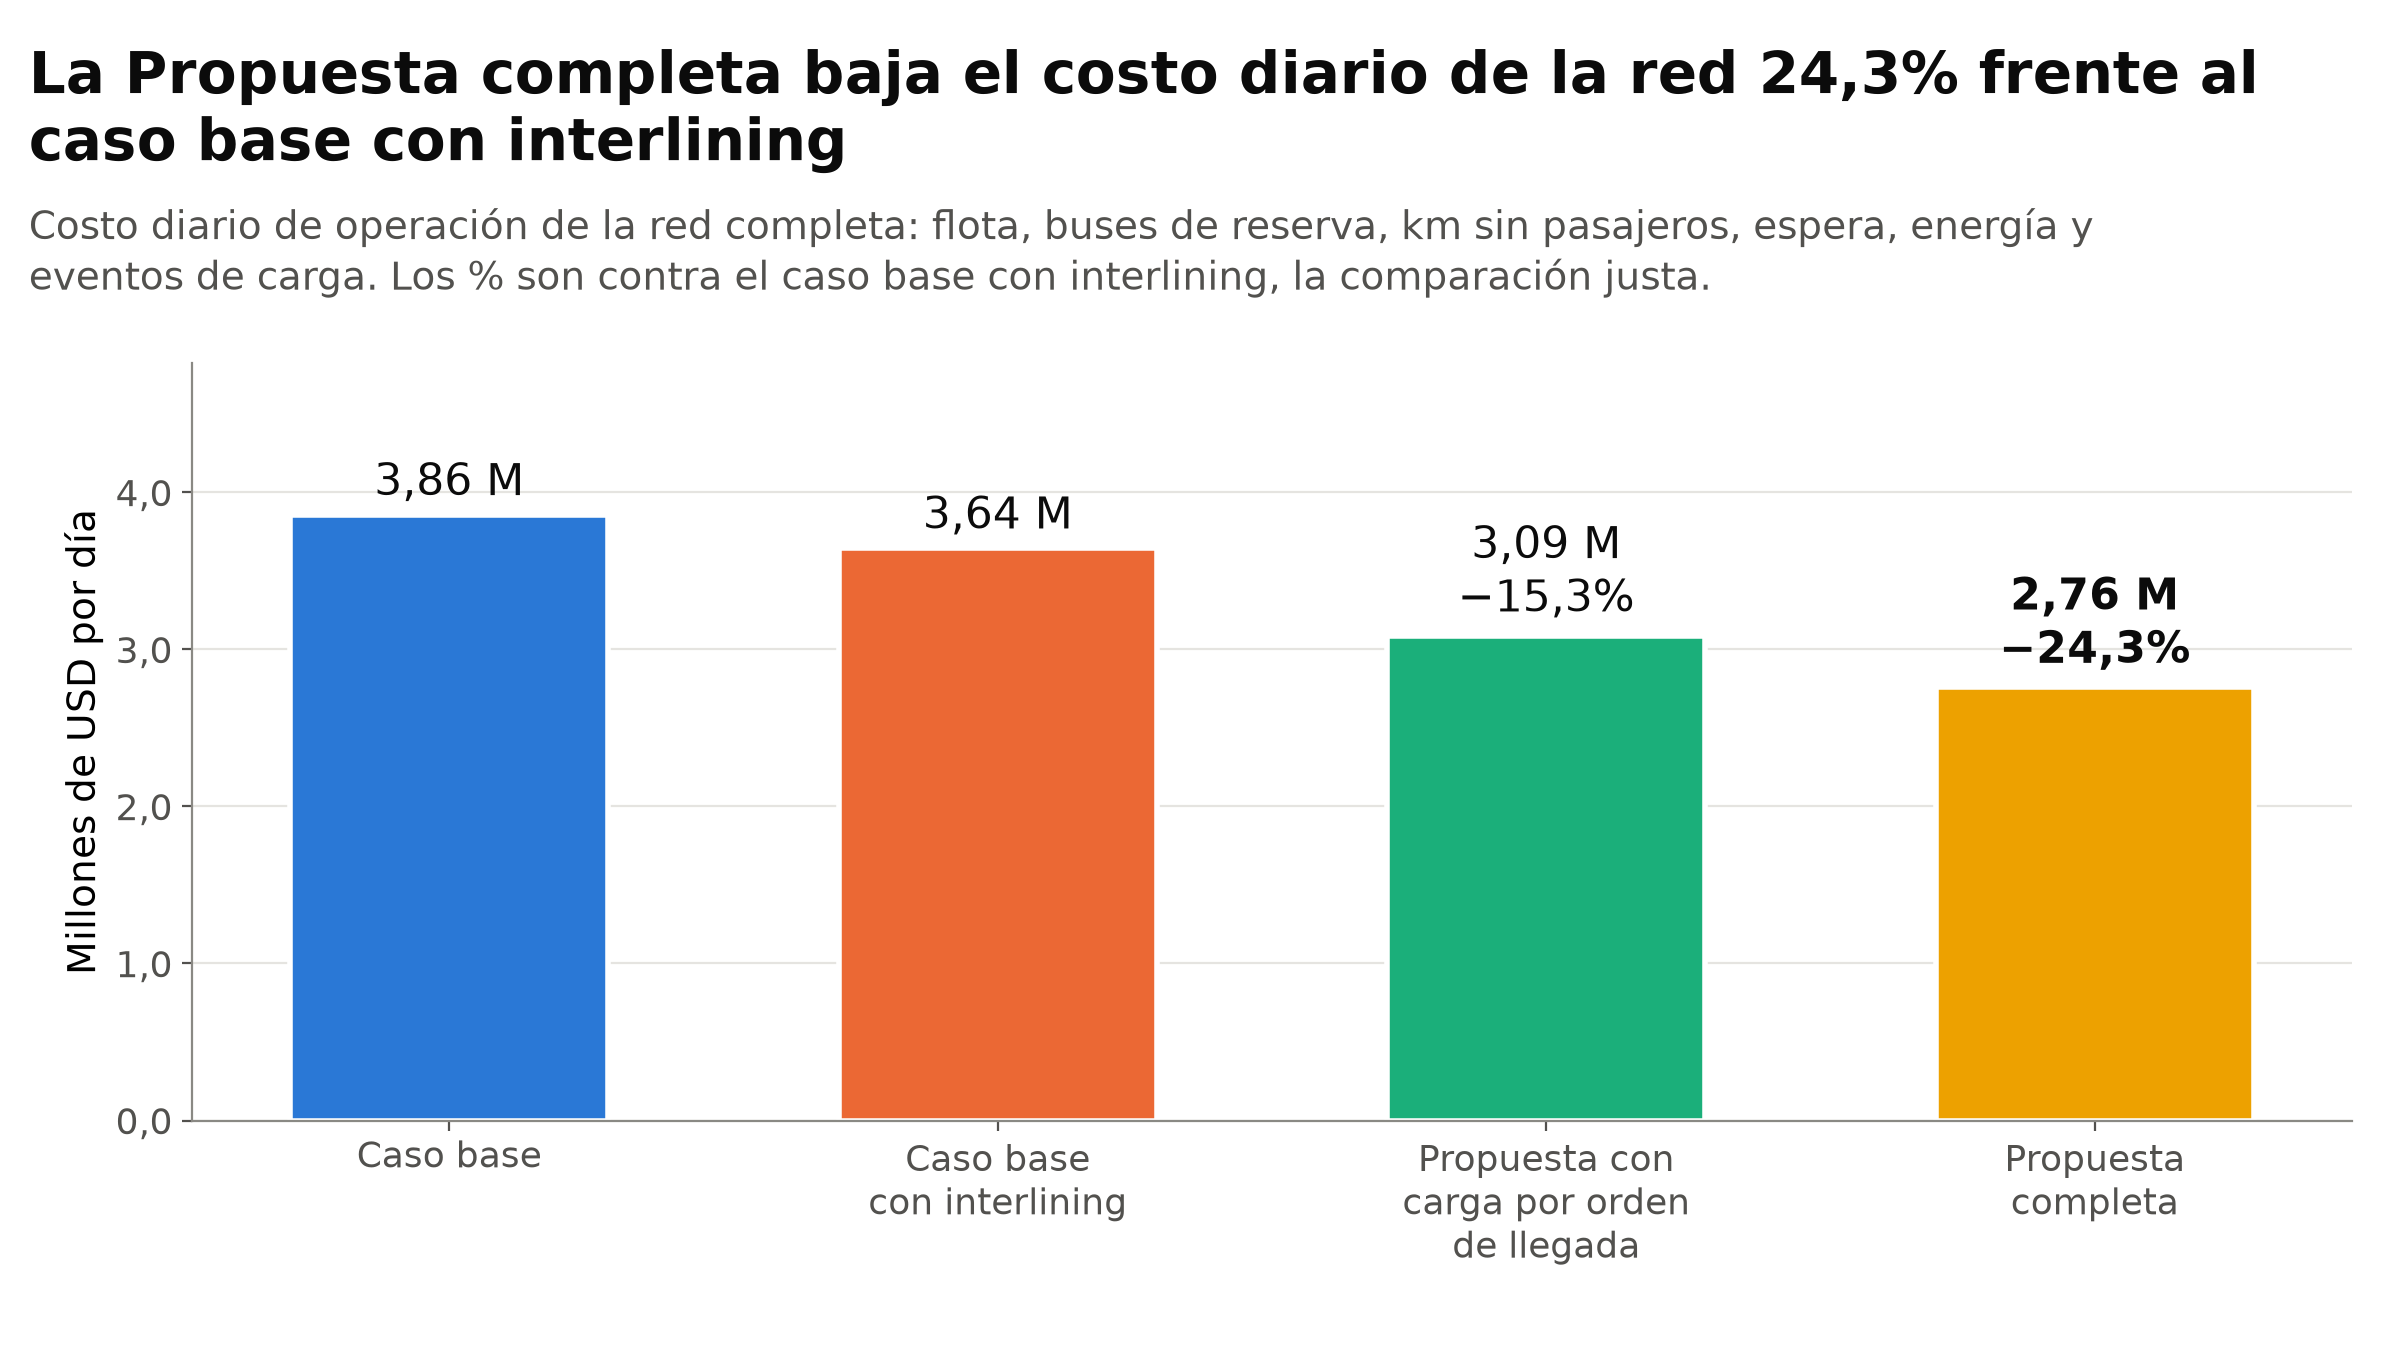 La Propuesta completa baja el costo diario de la red 24,3% frente al
caso base con interlining
Costo diario de operación de la red completa: flota, buses de reserva, km sin pasajeros, espera, energía y
eventos de carga. Los % son contra el caso base con interlining, la comparación justa.
Millones de USD por día
4,0
3,0
2,0
1,0
0,0
3,86 M
3,64 M
3,09 M
−15,3%
2,76 M
−24,3%
Caso base
Caso base
con interlining
Propuesta con
carga por orden
de llegada
Propuesta
completa